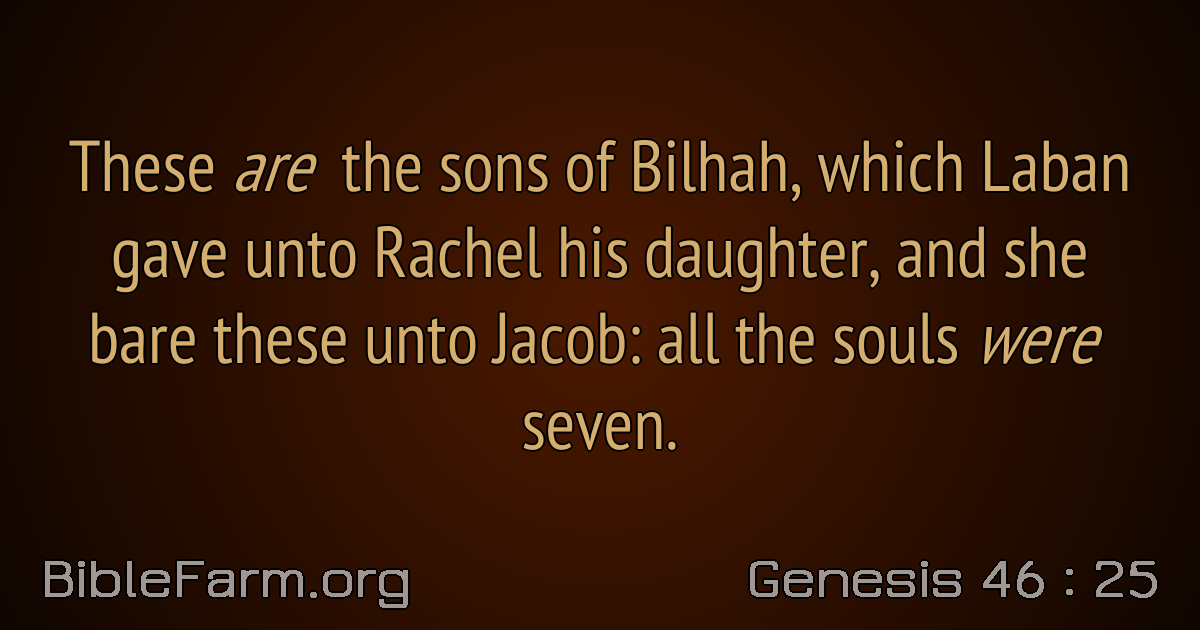 These are the sons of Bilhah, which Laban
gave unto Rachel his daughter, and she
bare these unto Jacob: all the souls were
seven.
BibleFarm.org
Genesis 46 : 25